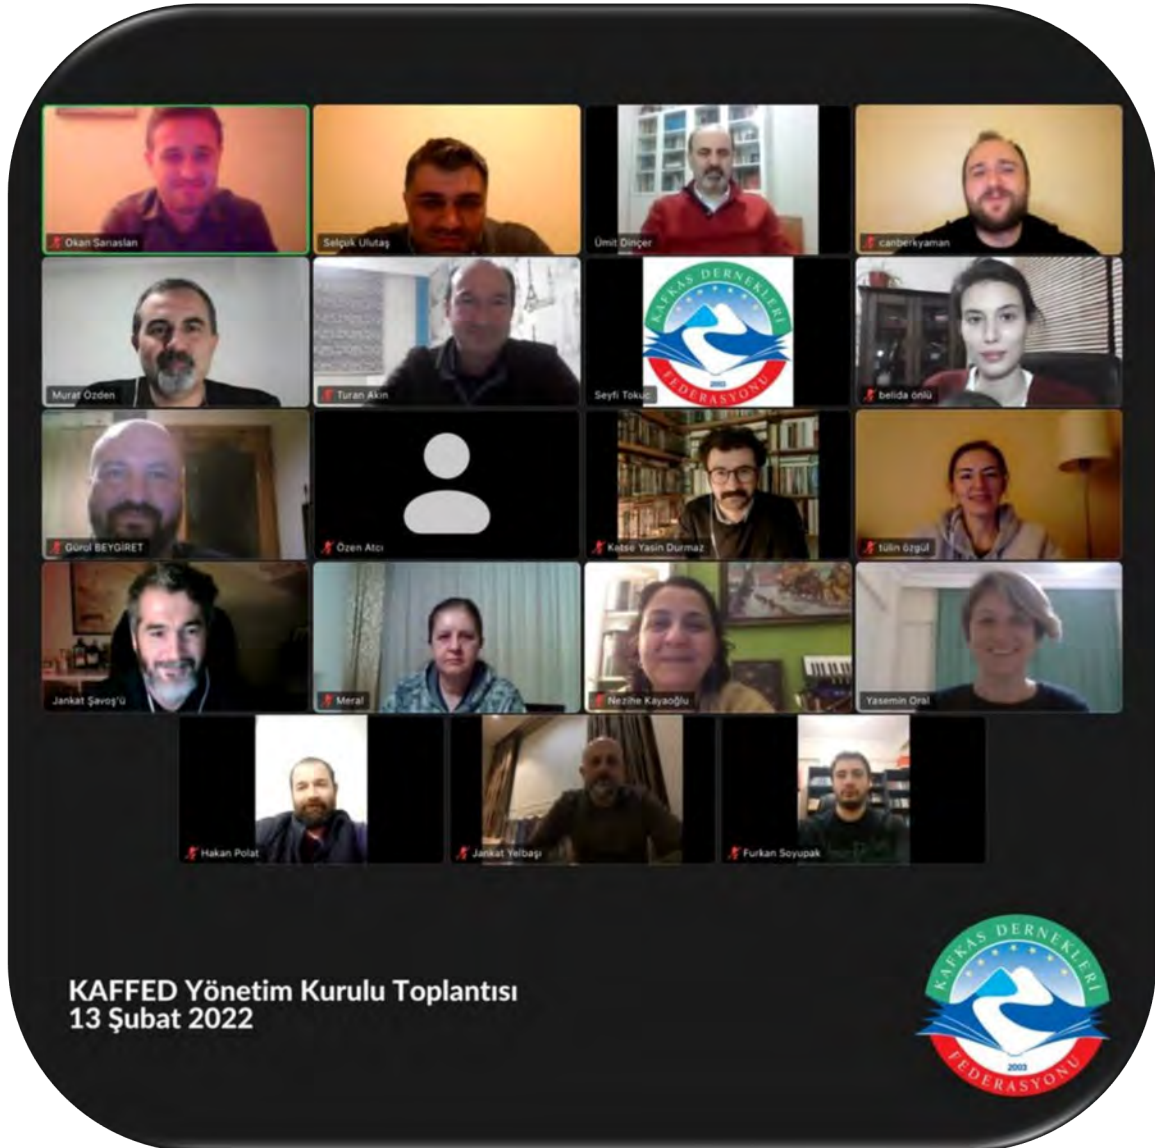 Okan Sarıaslan
Selçuk Ulutaş
Ümit Dinçer
canberkyaman
KAFKAS DERNEKLERİ
2003
FEDERASYONU
Murat Özden
Turan Akın
Seyfi Tokuc
belida önlü
Gürol BEYGİRET
Özen Atcı
Ketse Yasin Durmaz
tülin özgül
Jankat Şavoş'ü
Meral
Nezihe Kayaoğlu
Yasemin Oral
Hakan Polat
Jankat Yelbaşı
Furkan Soyupak
KAFFED Yönetim Kurulu Toplantısı
13 Şubat 2022
KAFKAS DERNEKLERİ
2003
FEDERASYONU